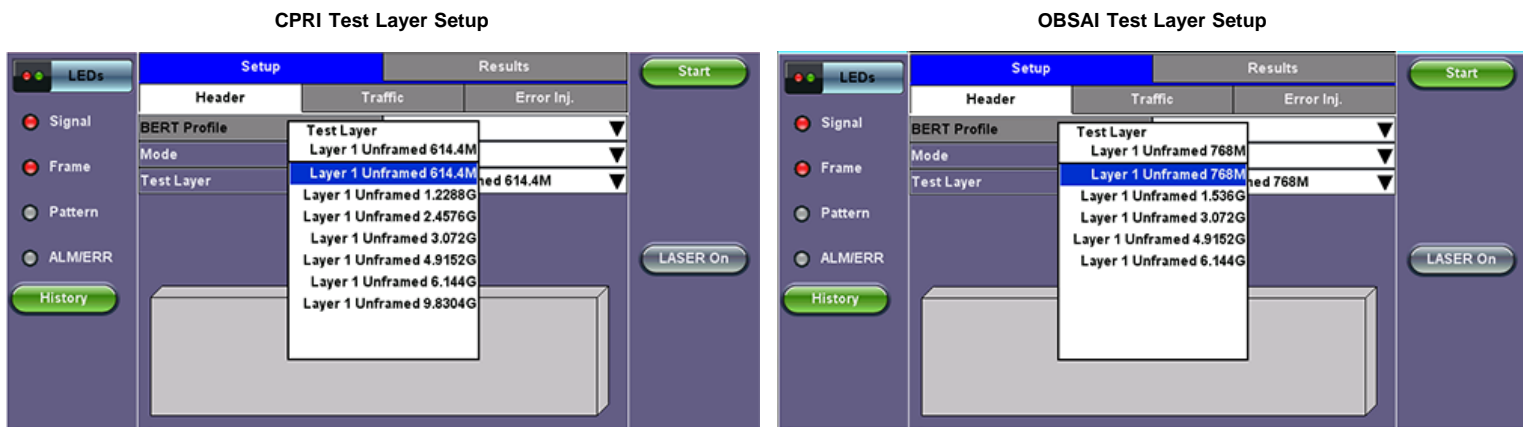 CPRI Test Layer Setup
LEDs
Setup
Results
Start
Header
Traffic
Error Inj.
Signal
BERT Profile
Test Layer
Layer 1 Unframed 614.4M
Mode
Frame
Test Layer
Layer 1 Unframed 614.4M
614.4M
Layer 1 Unframed 1.2288G
Layer 1 Unframed 2.4576G
Pattern
Layer 1 Unframed 3.072G
Layer 1 Unframed 4.9152G
ALM/ERR
LASER On
Layer 1 Unframed 6.144G
History
Layer 1 Unframed 9.8304G
OBSAI Test Layer Setup
LEDs
Setup
Results
Start
Header
Traffic
Error Inj.
Signal
BERT Profile
Test Layer
Layer 1 Unframed 768M
Mode
Frame
Test Layer
Layer 1 Unframed 768M
768M
Layer 1 Unframed 1.536G
Pattern
Layer 1 Unframed 3.072G
Layer 1 Unframed 4.9152G
ALM/ERR
Layer 1 Unframed 6.144G
LASER On
History